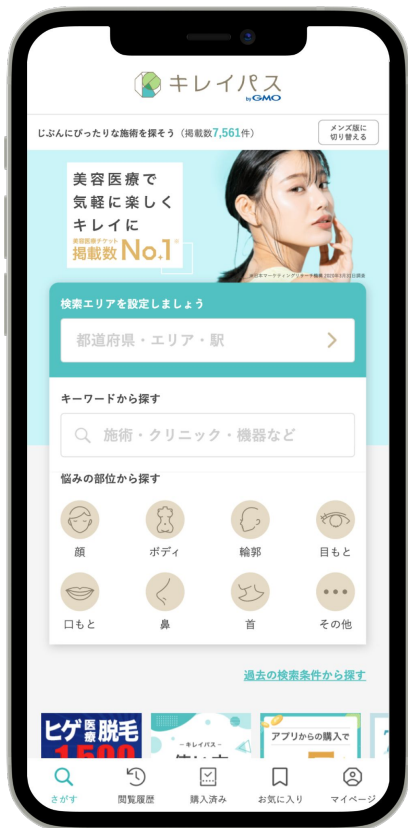 キレイパス
by GMO
じぶんにぴったりな施術を探そう（掲載数7,561件）
メンズ版に
切り替える
美容医療で
気軽に楽しく
キレイに
美容医療チケット
掲載数No.1※
検索エリアを設定しましょう
都道府県・エリア・駅
キーワードから探す
施術・クリニック・機器など
悩みの部位から探す
顔
ボディ
輪郭
目もと
口もと
鼻
首
その他
過去の検索条件から探す
ヒゲ医療脱毛
1,500
-キレイパス-
アプリからの購入で
さがす
閲覧履歴
購入済み
お気に入り
マイページ